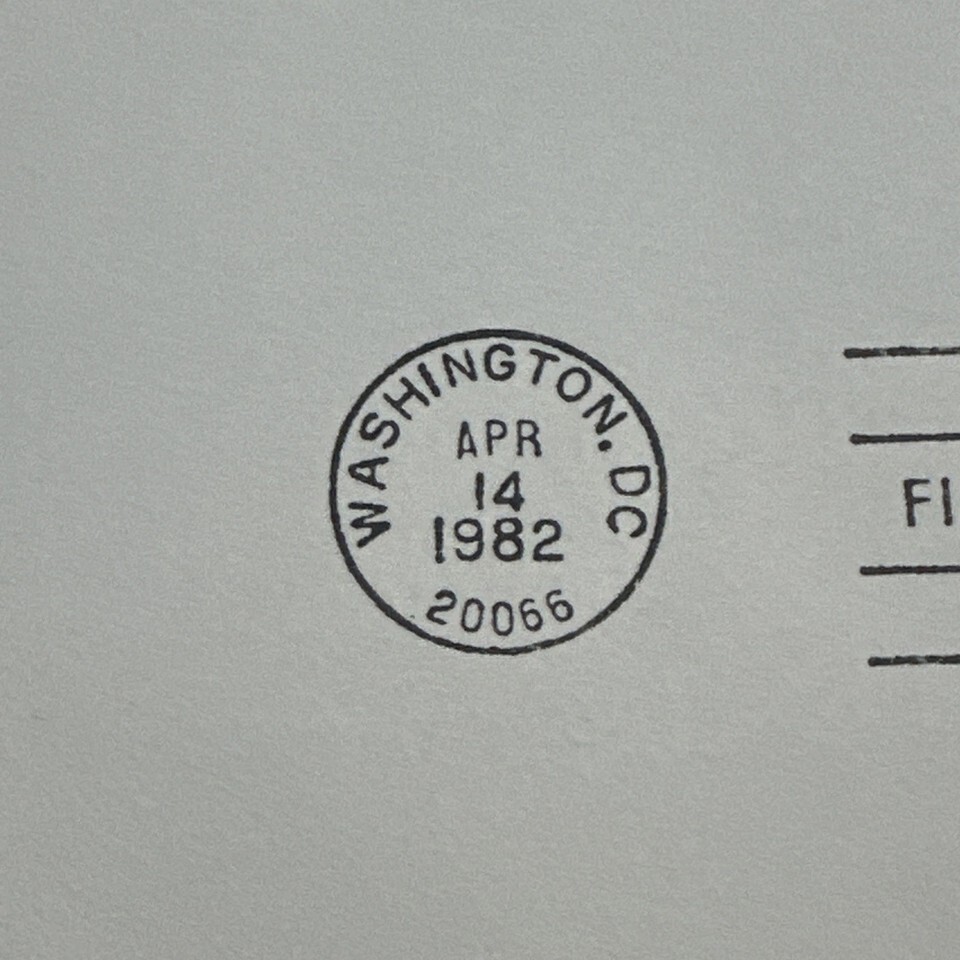 WASHINGTON. DC
APR
14
1982
20066
FI